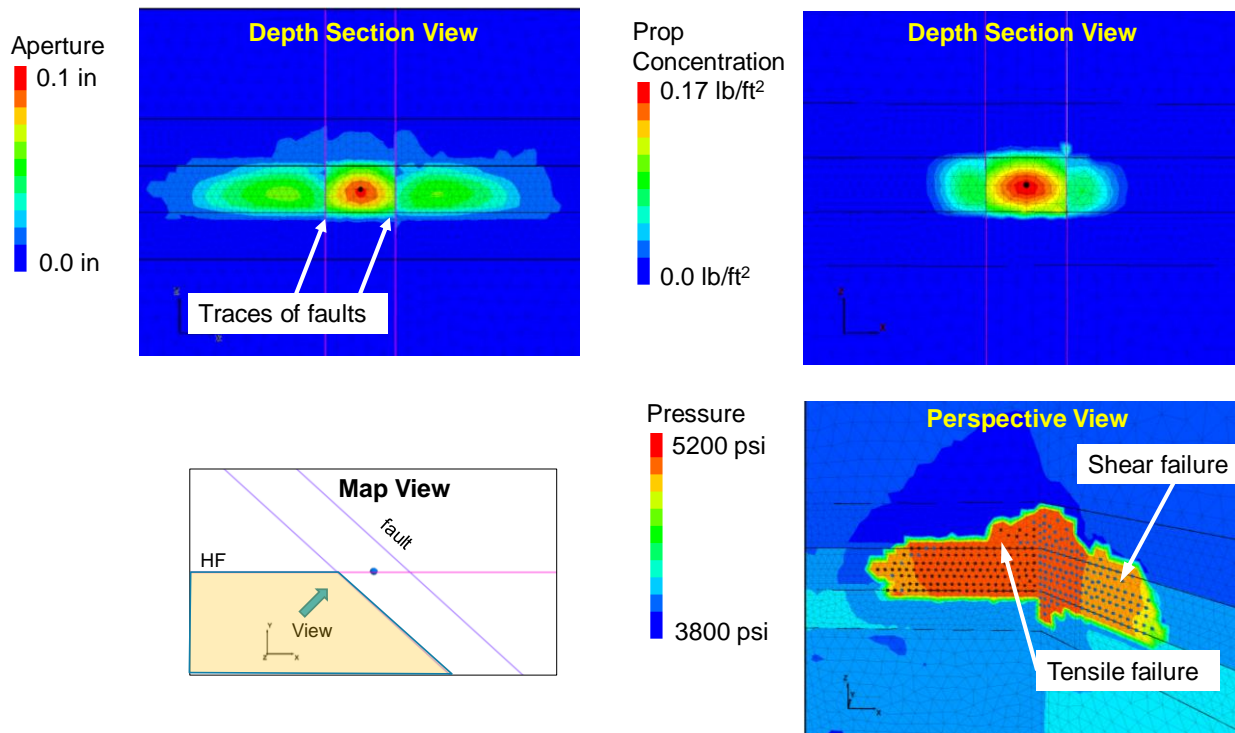 Aperture
0.1 in
0.0 in
Depth Section View
Traces of faults
Prop
Concentration
0.17 lb/ft²
0.0 lb/ft²
Depth Section View
Map View
fault
HF
View
Y
Z
X
Pressure
5200 psi
3800 psi
Perspective View
Shear failure
Tensile failure
Z
Y
X